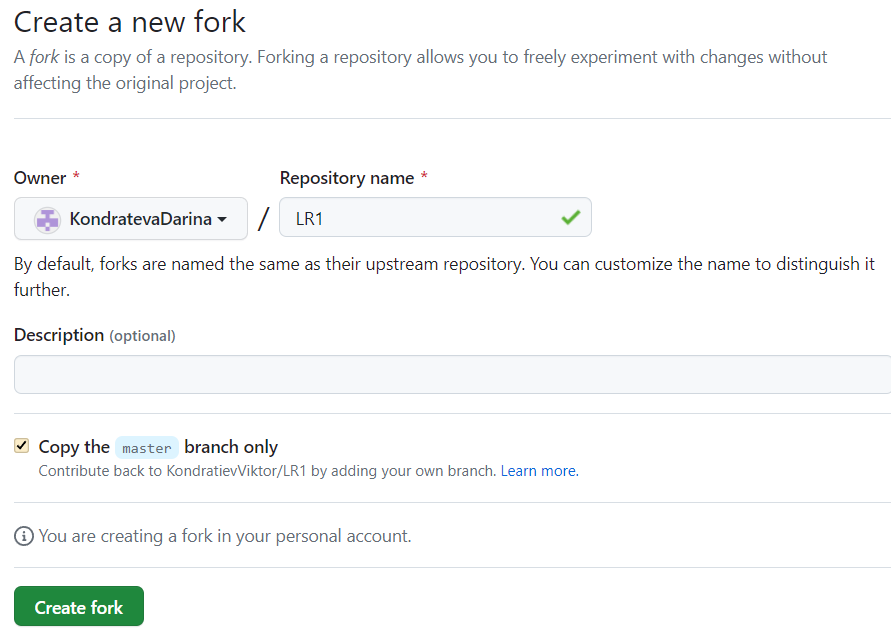 Create a new fork
A fork is a copy of a repository. Forking a repository allows you to freely experiment with changes without
affecting the original project.
Owner * Repository name *
KondratevaDarina / LR1
By default, forks are named the same as their upstream repository. You can customize the name to distinguish it
further.
Description (optional)
Copy the master branch only
Contribute back to KondratievViktor/LR1 by adding your own branch. Learn more.
You are creating a fork in your personal account.
Create fork